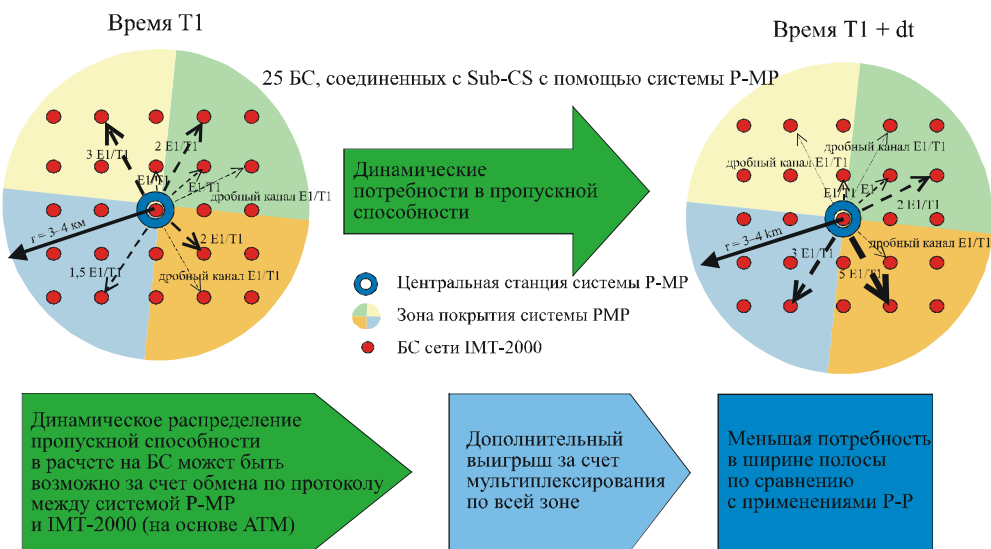 Время T1
Время T1 + dt
25 БС, соединенных с Sub-CS с помощью системы P-MP
3 E1/T1
2 E1/T1
E1/T1
E1/T1
дробный канал E1/T1
r = 3–4 км
2 E1/T1
1,5 E1/T1
дробный канал E1/T1
Динамические
потребности в пропускной
способности
дробный канал E1/T1
дробный канал E1/T1
E1/T1
E1
2 E1/T1
r = 3–4 km
дробный канал E1/T1
3 E1/T1
5 E1/T1
Центральная станция системы P-MP
Зона покрытия системы PMP
БС сети IMT-2000
Динамическое распределение
пропускной способности
в расчете на БС может быть
возможно за счет обмена по протоколу
между системой P-MP
и IMT-2000 (на основе ATM)
Дополнительный
выигрыш за счет
мультиплексирования
по всей зоне
Меньшая потребность
в ширине полосы
по сравнению
с применениями P-P